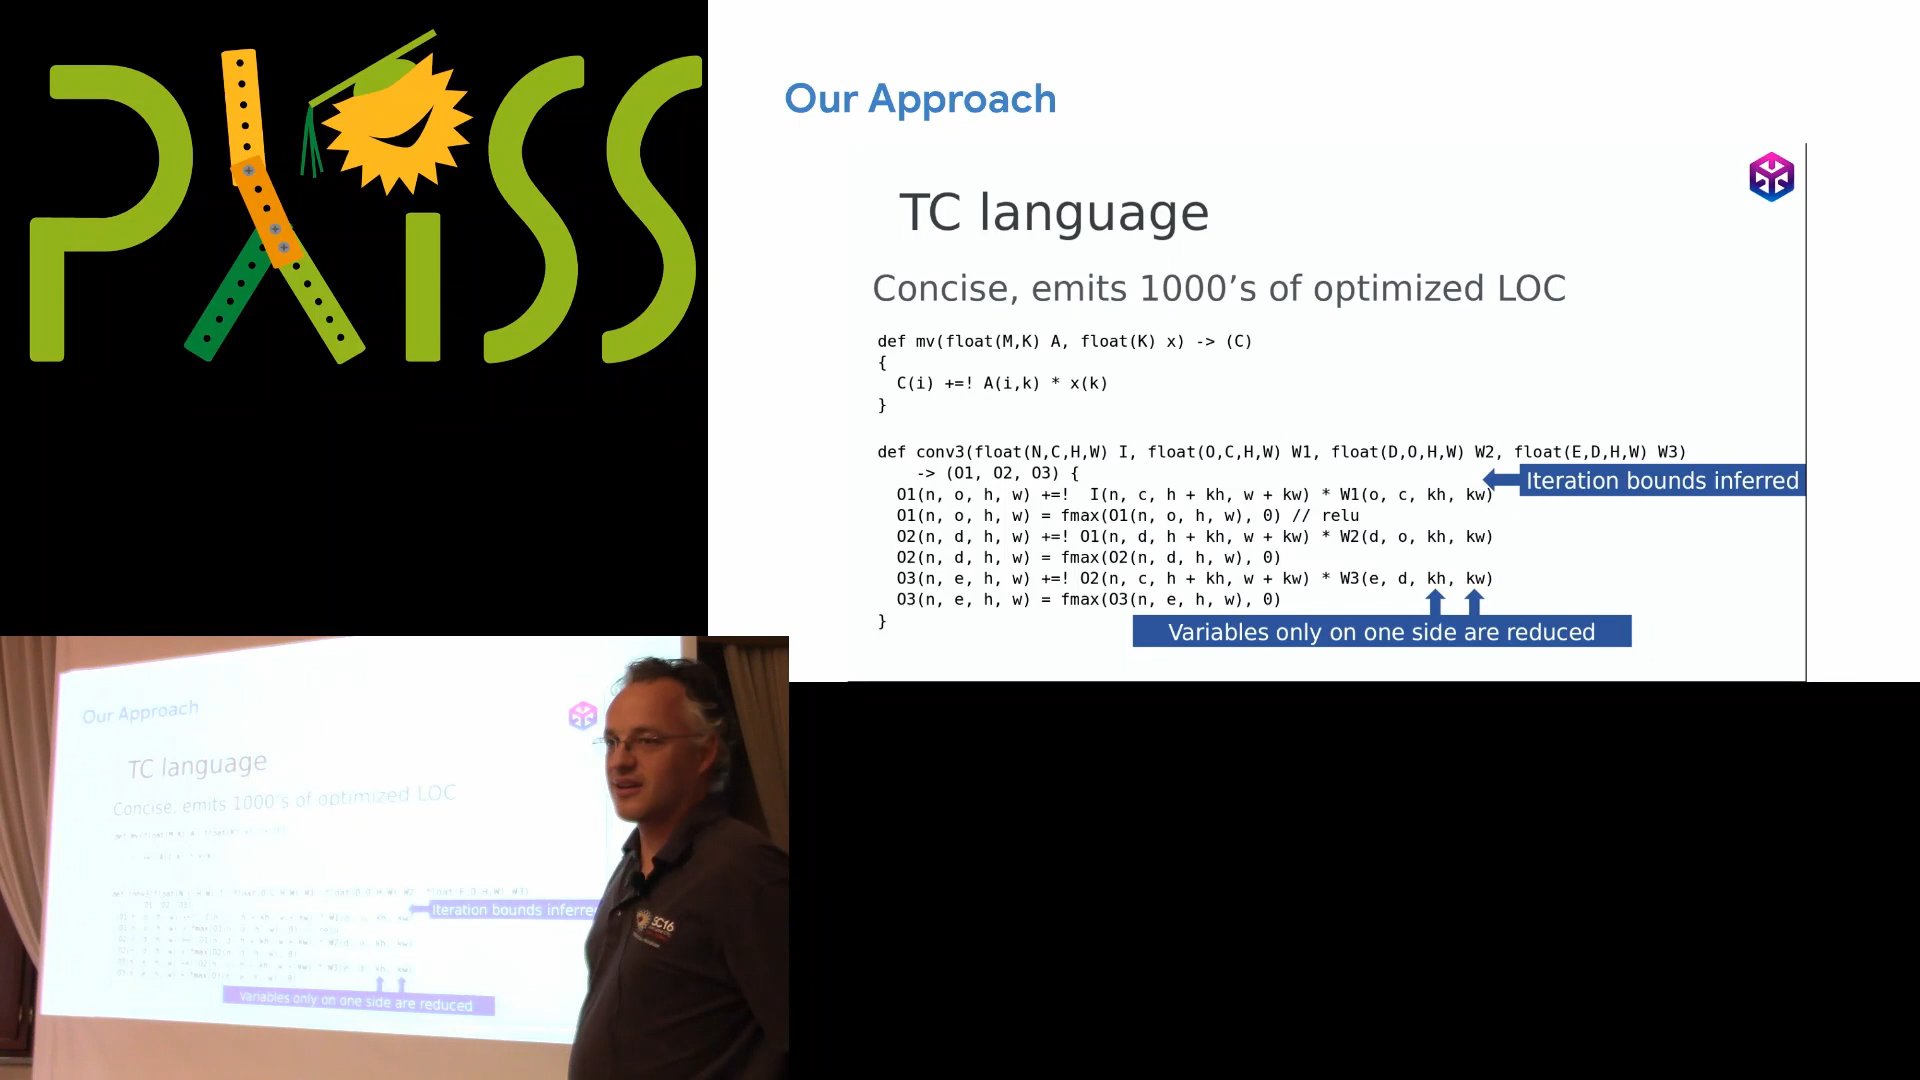 PLISS
Our Approach
TC language
Concise, emits 1000’s of optimized LOC
def mv(float(M,K) A, float(K) x) -> (C)
{
  C(i) +=! A(i,k) * x(k)
}
def conv3(float(N,C,H,W) I, float(O,C,H,W) W1, float(D,O,H,W) W2, float(E,D,H,W) W3)
    -> (O1, O2, O3) {
Iteration bounds inferred
  O1(n, o, h, w) +=!  I(n, c, h + kh, w + kw) * W1(o, c, kh, kw)
  O1(n, o, h, w) = fmax(O1(n, o, h, w), 0) // relu
  O2(n, d, h, w) +=! O1(n, d, h + kh, w + kw) * W2(d, o, kh, kw)
  O2(n, d, h, w) = fmax(O2(n, d, h, w), 0)
  O3(n, e, h, w) +=! O2(n, c, h + kh, w + kw) * W3(e, d, kh, kw)
  O3(n, e, h, w) = fmax(O3(n, e, h, w), 0)
}
Variables only on one side are reduced
Our Approach
TC language
Concise, emits 1000's of optimized LOC
Iteration bounds inferre
Variables only on one side are reduced
SC16